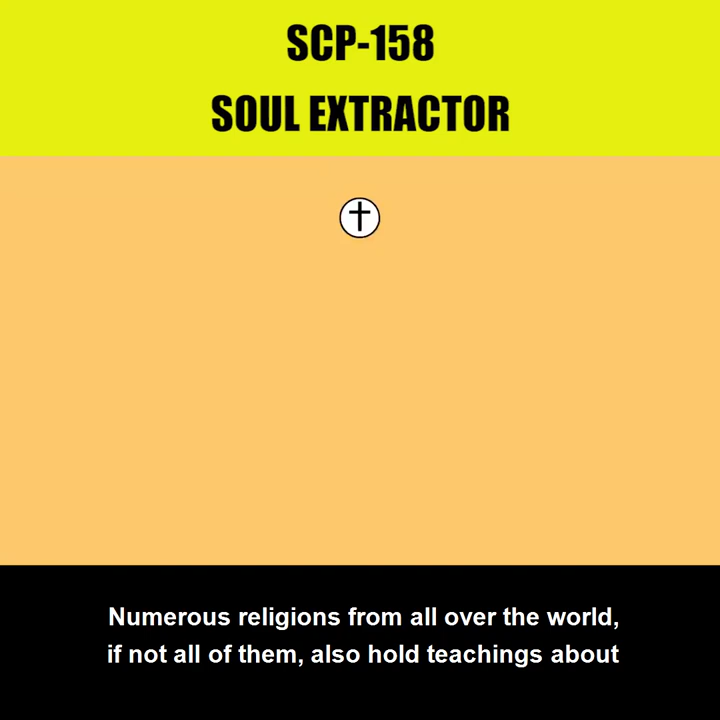 SCP-158
SOUL EXTRACTOR
Numerous religions from all over the world,
if not all of them, also hold teachings about